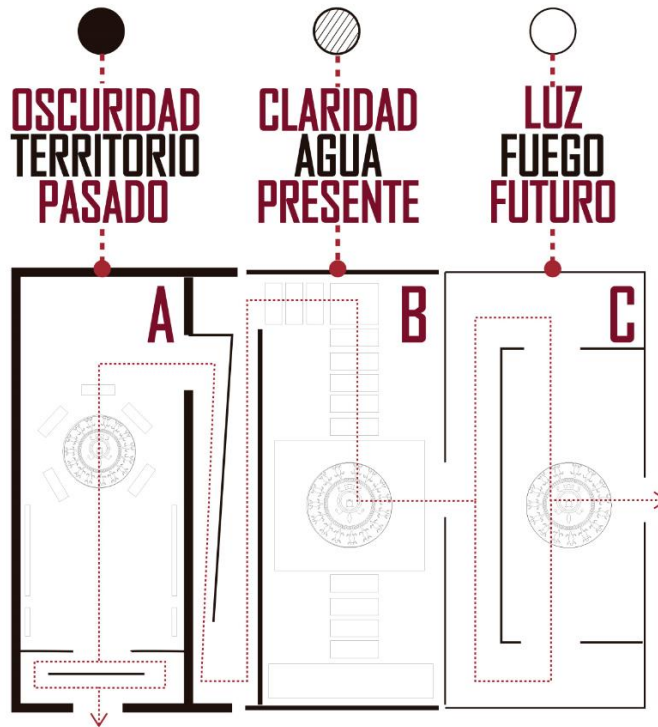 OSCURIDAD
TERRITORIO
PASADO
CLARIDAD
AGUA
PRESENTE
LUZ
FUEGO
FUTURO
A
B
C